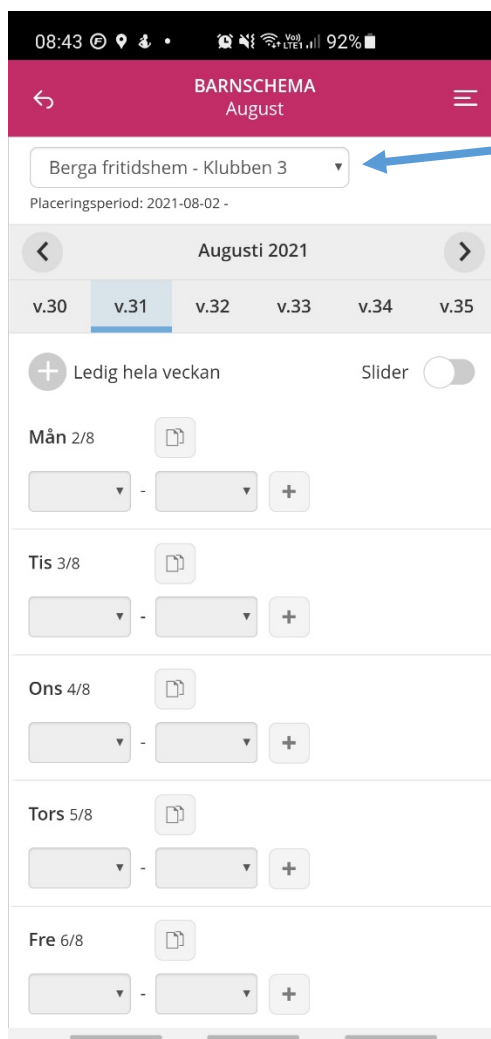 08:43 92%
BARNSCHEMA
August
Berga fritidshem - Klubben 3
Placeringsperiod: 2021-08-02 -
Augusti 2021
v.30 v.31 v.32 v.33 v.34 v.35
Ledig hela veckan Slider
Mån 2/8
-
Tis 3/8
-
Ons 4/8
-
Tors 5/8
-
Fre 6/8
-